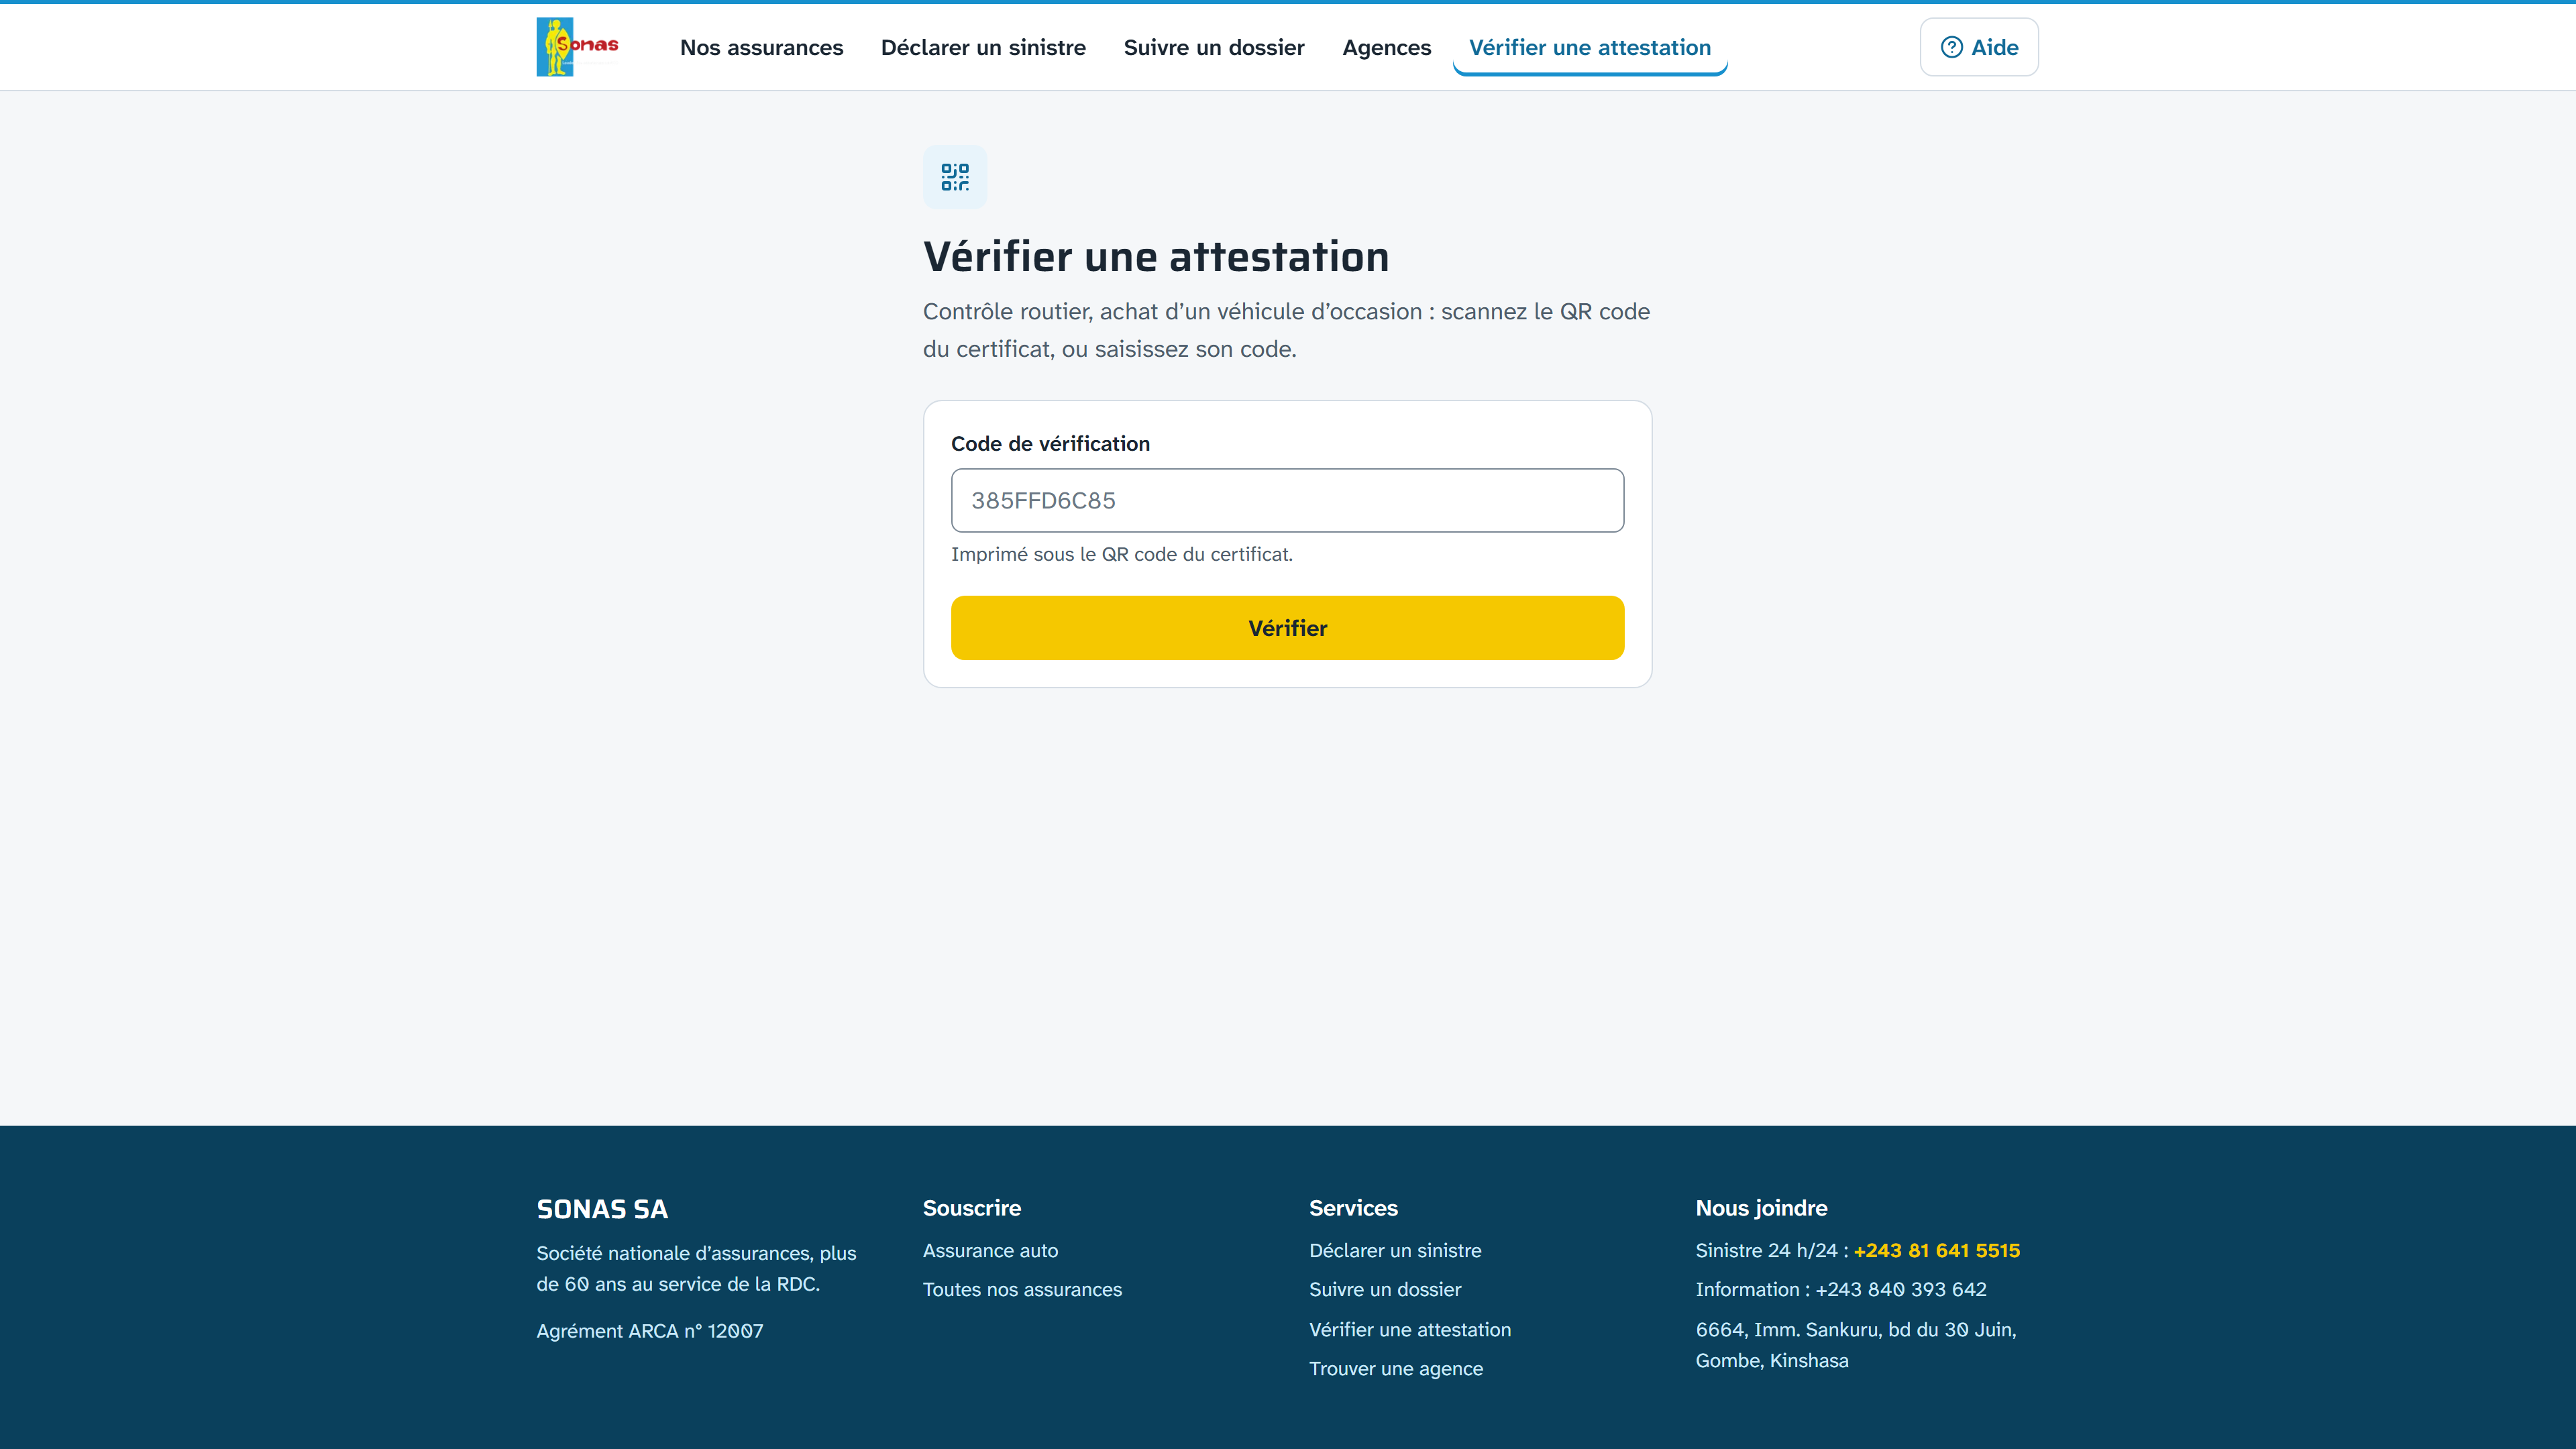 Sonas
Nos assurances
Déclarer un sinistre
Suivre un dossier
Agences
Vérifier une attestation
Aide
Vérifier une attestation
Contrôle routier, achat d’un véhicule d’occasion : scannez le QR code
du certificat, ou saisissez son code.
Code de vérification
385FFD6C85
Imprimé sous le QR code du certificat.
Vérifier
SONAS SA
Société nationale d’assurances, plus
de 60 ans au service de la RDC.
Agrément ARCA n° 12007
Souscrire
Assurance auto
Toutes nos assurances
Services
Déclarer un sinistre
Suivre un dossier
Vérifier une attestation
Trouver une agence
Nous joindre
Sinistre 24 h/24 : +243 81 641 5515
Information : +243 840 393 642
6664, Imm. Sankuru, bd du 30 Juin,
Gombe, Kinshasa